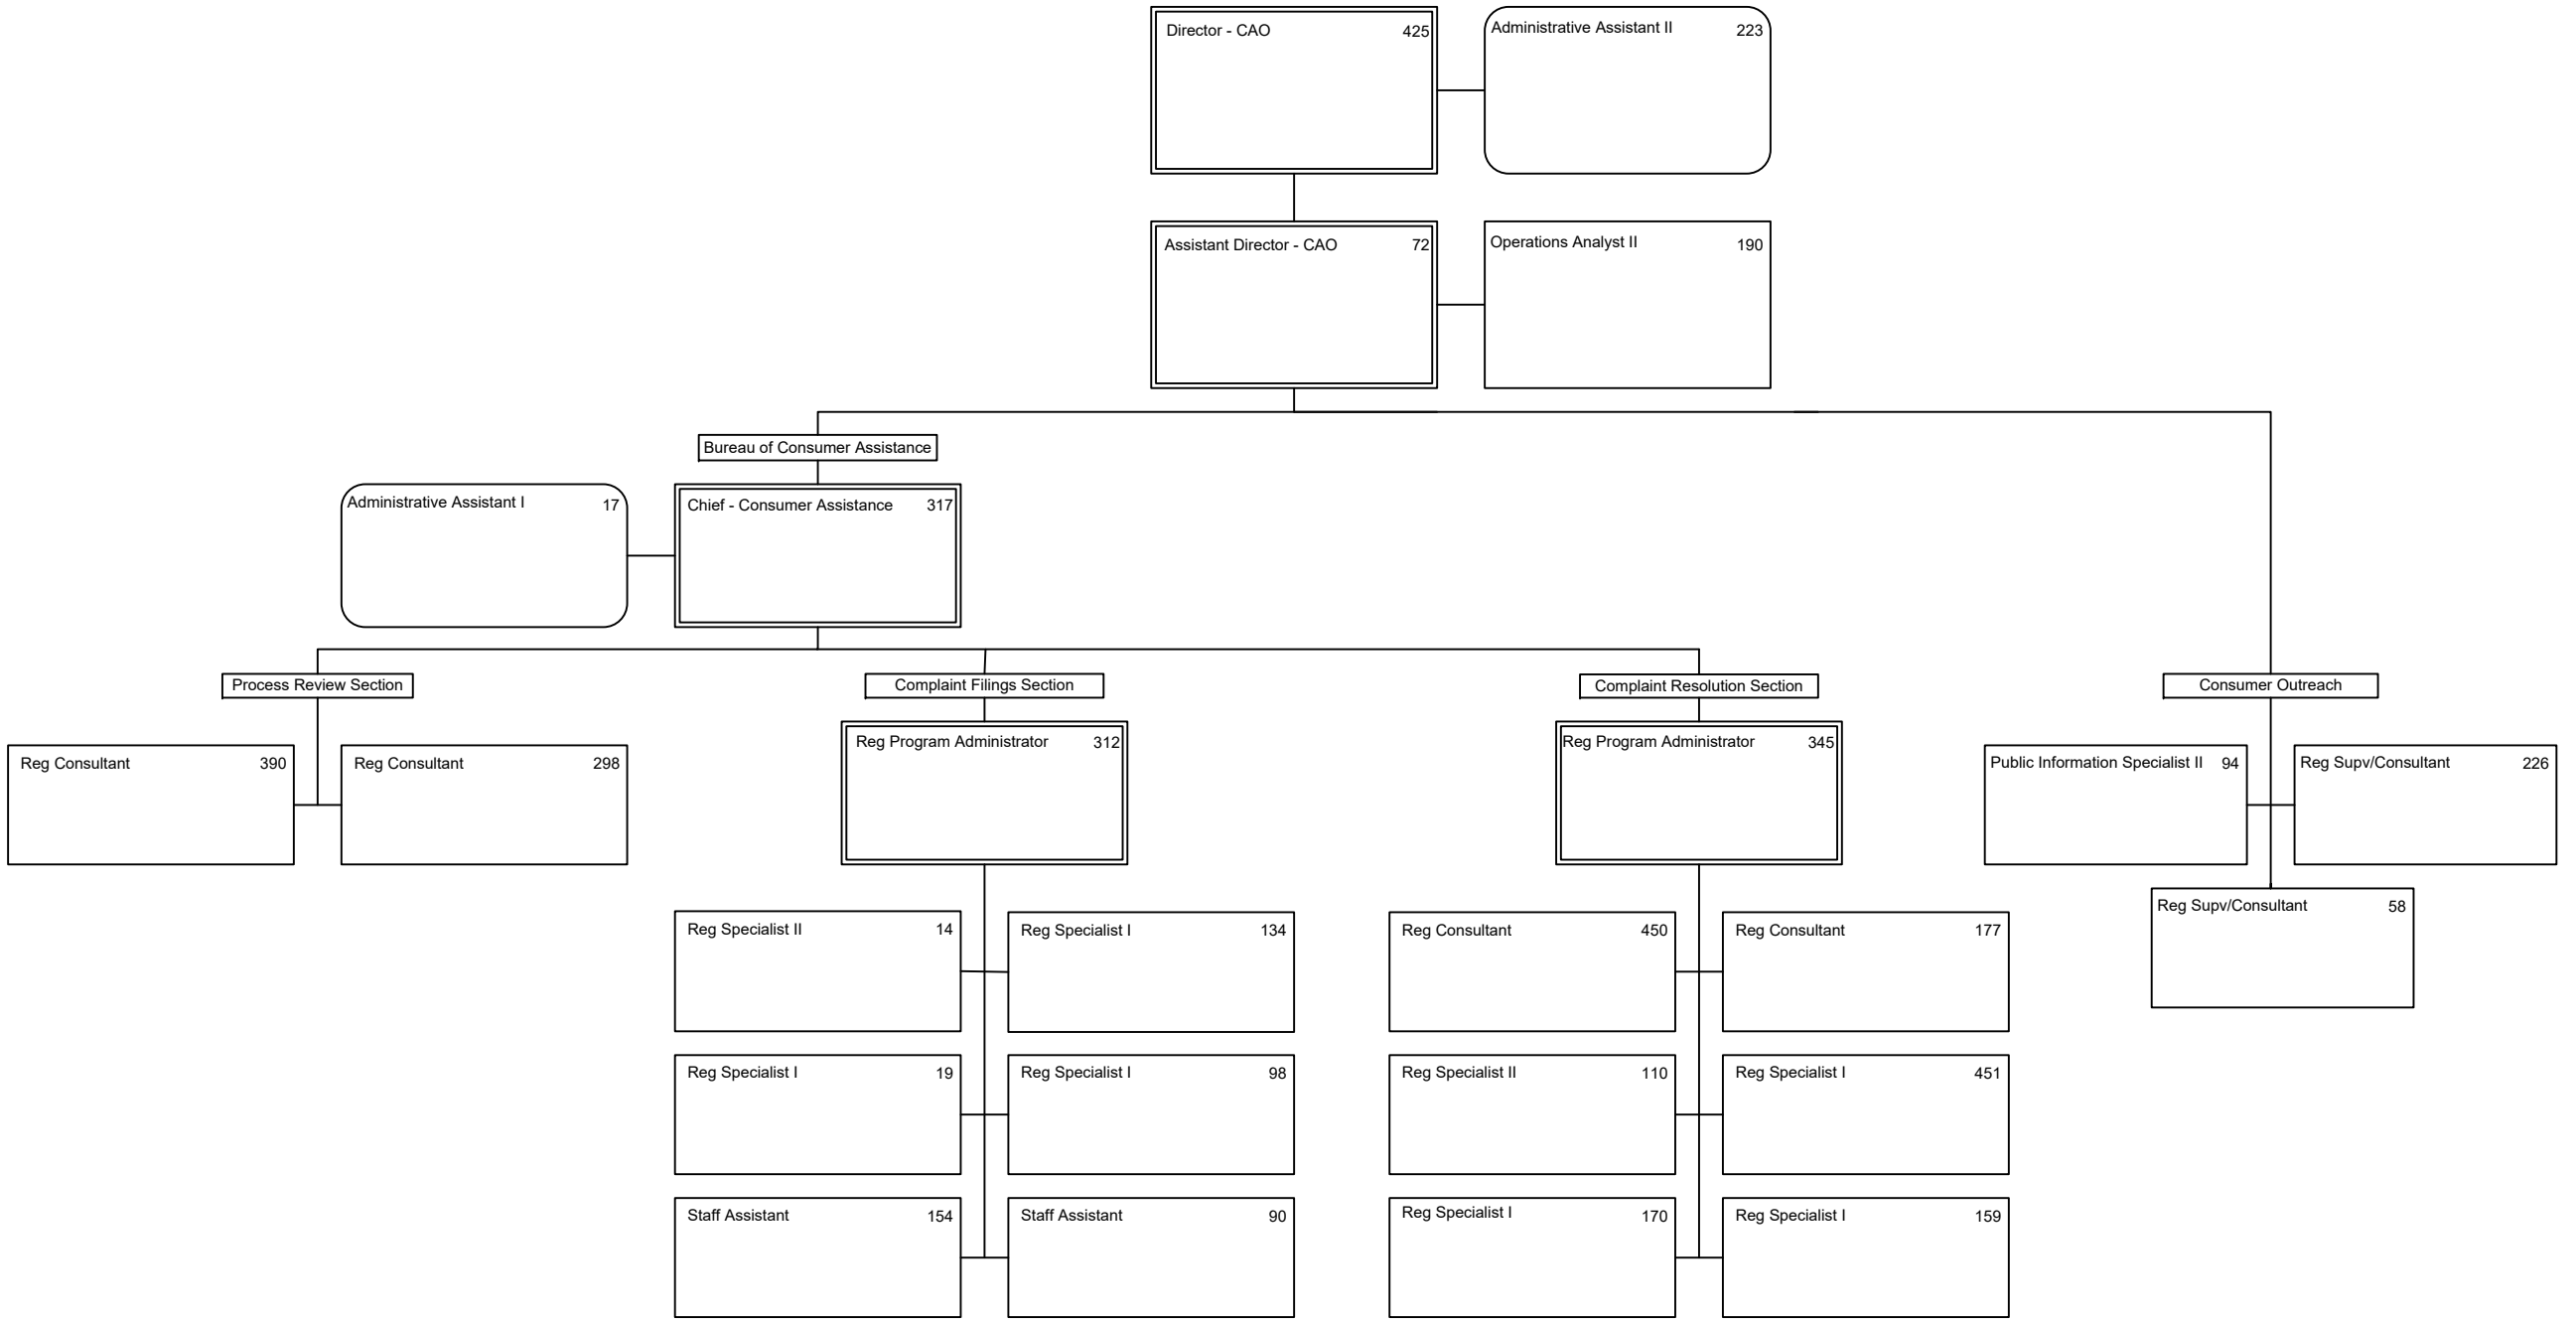 Director - CAO 425
Administrative Assistant II 223
Assistant Director - CAO 72
Operations Analyst II 190
Bureau of Consumer Assistance
Administrative Assistant I 17
Chief - Consumer Assistance 317
Process Review Section
Complaint Filings Section
Complaint Resolution Section
Consumer Outreach
Reg Consultant 390
Reg Consultant 298
Reg Program Administrator 312
Reg Program Administrator 345
Public Information Specialist II 94
Reg Supv/Consultant 226
Reg Supv/Consultant 58
Reg Specialist II 14
Reg Specialist I 134
Reg Consultant 450
Reg Consultant 177
Reg Specialist I 19
Reg Specialist I 98
Reg Specialist II 110
Reg Specialist I 451
Staff Assistant 154
Staff Assistant 90
Reg Specialist I 170
Reg Specialist I 159